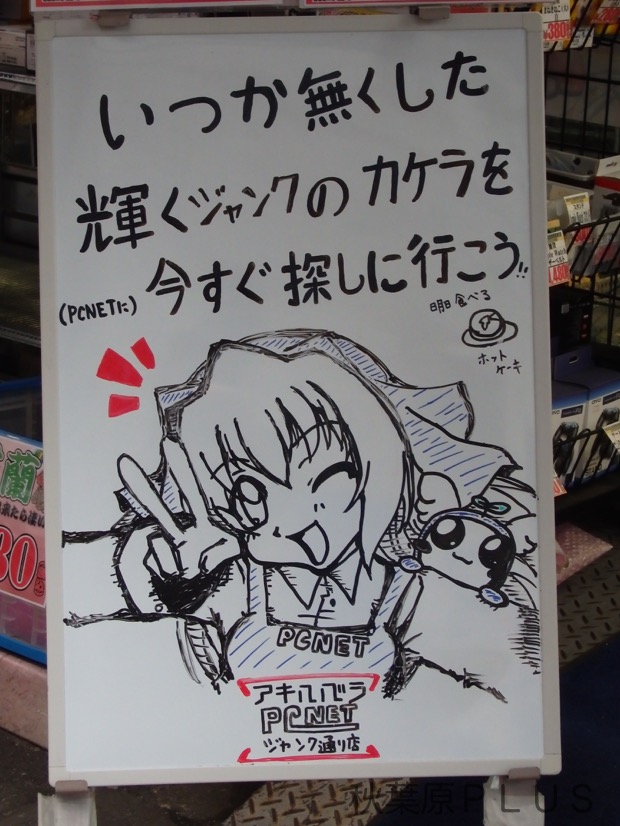 いつか無くした
輝くジャンクのカケラを
(PCNETに) 今すぐ探しに行こう!!
明日食べる
ホット
ケーキ
PCNET
アキハバラ
PCNET
ジャンク通り店
秋葉原PLUS